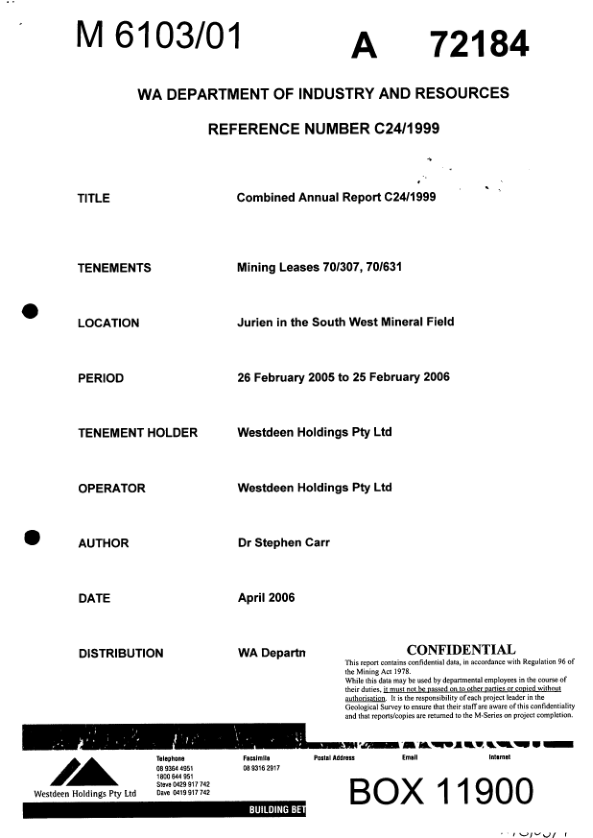 M 6103/01
A 72184
WA DEPARTMENT OF INDUSTRY AND RESOURCES
REFERENCE NUMBER C24/1999
TITLE Combined Annual Report C24/1999
TENEMENTS Mining Leases 70/307, 70/631
LOCATION Jurien in the South West Mineral Field
PERIOD 26 February 2005 to 25 February 2006
TENEMENT HOLDER Westdeen Holdings Pty Ltd
OPERATOR Westdeen Holdings Pty Ltd
AUTHOR Dr Stephen Carr
DATE April 2006
DISTRIBUTION WA Departn
CONFIDENTIAL
This report contains confidential data, in accordance with Regulation 96 of
the Mining Act 1978.
While this data may be used by departmental employees in the course of
their duties, it must not be passed on to other parties or copied without
authorisation. It is the responsibility of each project leader in the
Geological Survey to ensure that their staff are aware of this confidentiality
and that reports/copies are returned to the M-Series on project completion.
Telephone Facsimile Postal Address Email Internet
08 9364 4951 08 9316 2917
1800 644 951
Steve 0429 917 742
Dave 0419 917 742
Westdeen Holdings Pty Ltd
BOX 11900
BUILDING BET